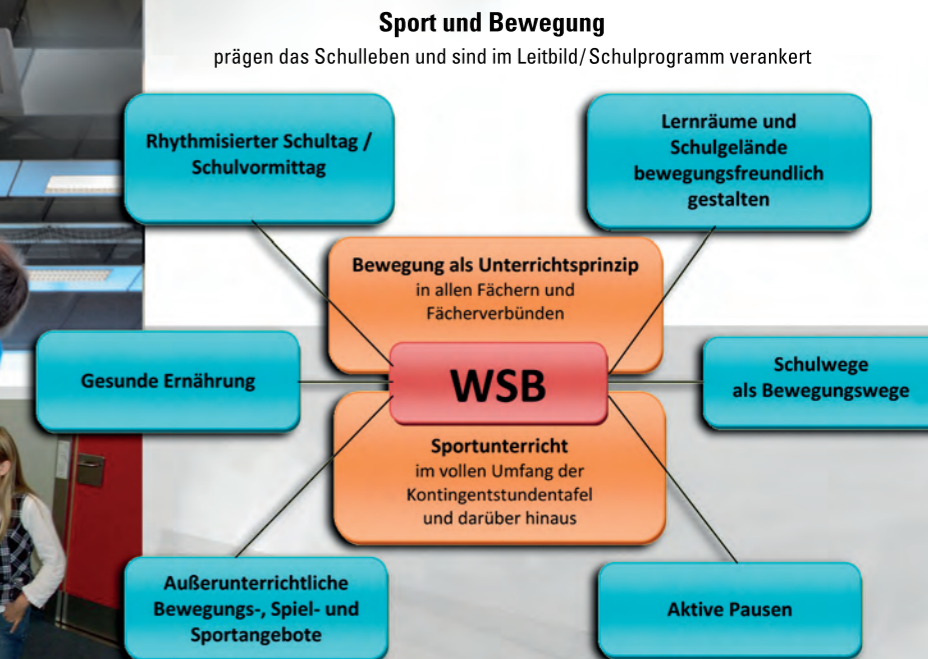 Sport und Bewegung
prägen das Schulleben und sind im Leitbild/Schulprogramm verankert
Rhythmisierter Schultag /
Schulvormittag
Lernräume und
Schulgelände
bewegungsfreundlich
gestalten
Bewegung als Unterrichtsprinzip
in allen Fächern und
Fächerverbünden
Gesunde Ernährung
WSB
Schulwege
als Bewegungswege
Sportunterricht
im vollen Umfang der
Kontingentstundentafel
und darüber hinaus
Außerunterrichtliche
Bewegungs-, Spiel- und
Sportangebote
Aktive Pausen